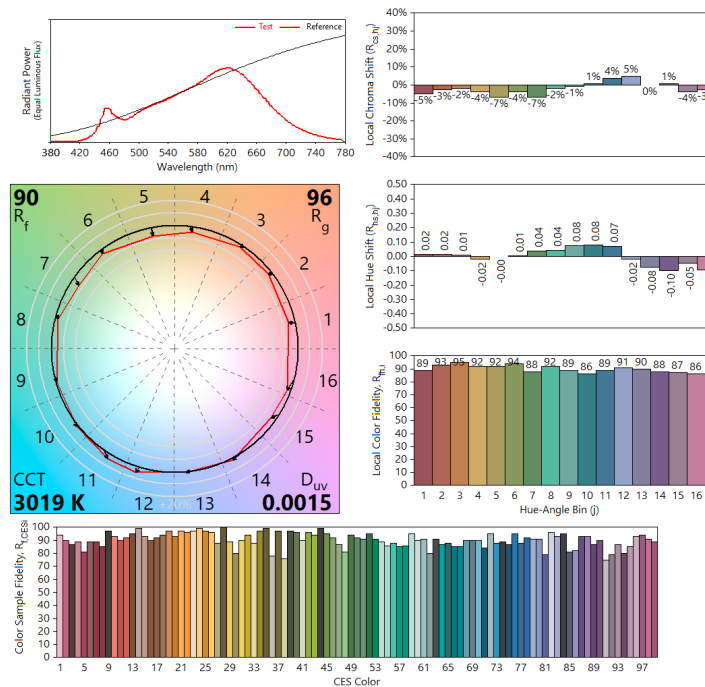 Test Reference
Radiant Power
(Equal Luminous Flux)
380 420 460 500 540 580 620 660 700 740 780
Wavelength (nm)
Local Chroma Shift (Rcs,hj)
40%
30%
20%
10%
0%
-10%
-20%
-30%
-40%
-5% -3% -2% -4% -7% -4% -7% -2% -1% 1% 4% 5% 0% 1% -4% -3%
90
Rf
96
Rg
5 4
6 3
7 2
8 1
9 16
10 15
11 14
12 13
+20%
CCT
3019 K
Duv
0.0015
Local Hue Shift (Rhs,hj)
0.50
0.40
0.30
0.20
0.10
0.00
-0.10
-0.20
-0.30
-0.40
-0.50
0.02 0.02 0.01 -0.02 -0.00 0.01 0.04 0.04 0.08 0.08 0.07 -0.02 -0.08 -0.10 -0.05
Local Color Fidelity, Rfh,i
100
90
80
70
60
50
40
30
20
10
0
89 93 95 92 92 94 88 92 89 86 89 91 90 88 87 86
1 2 3 4 5 6 7 8 9 10 11 12 13 14 15 16
Hue-Angle Bin (j)
Color Sample Fidelity, Rf,CESi
100
90
80
70
60
50
40
30
20
10
0
1 5 9 13 17 21 25 29 33 37 41 45 49 53 57 61 65 69 73 77 81 85 89 93 97
CES Color